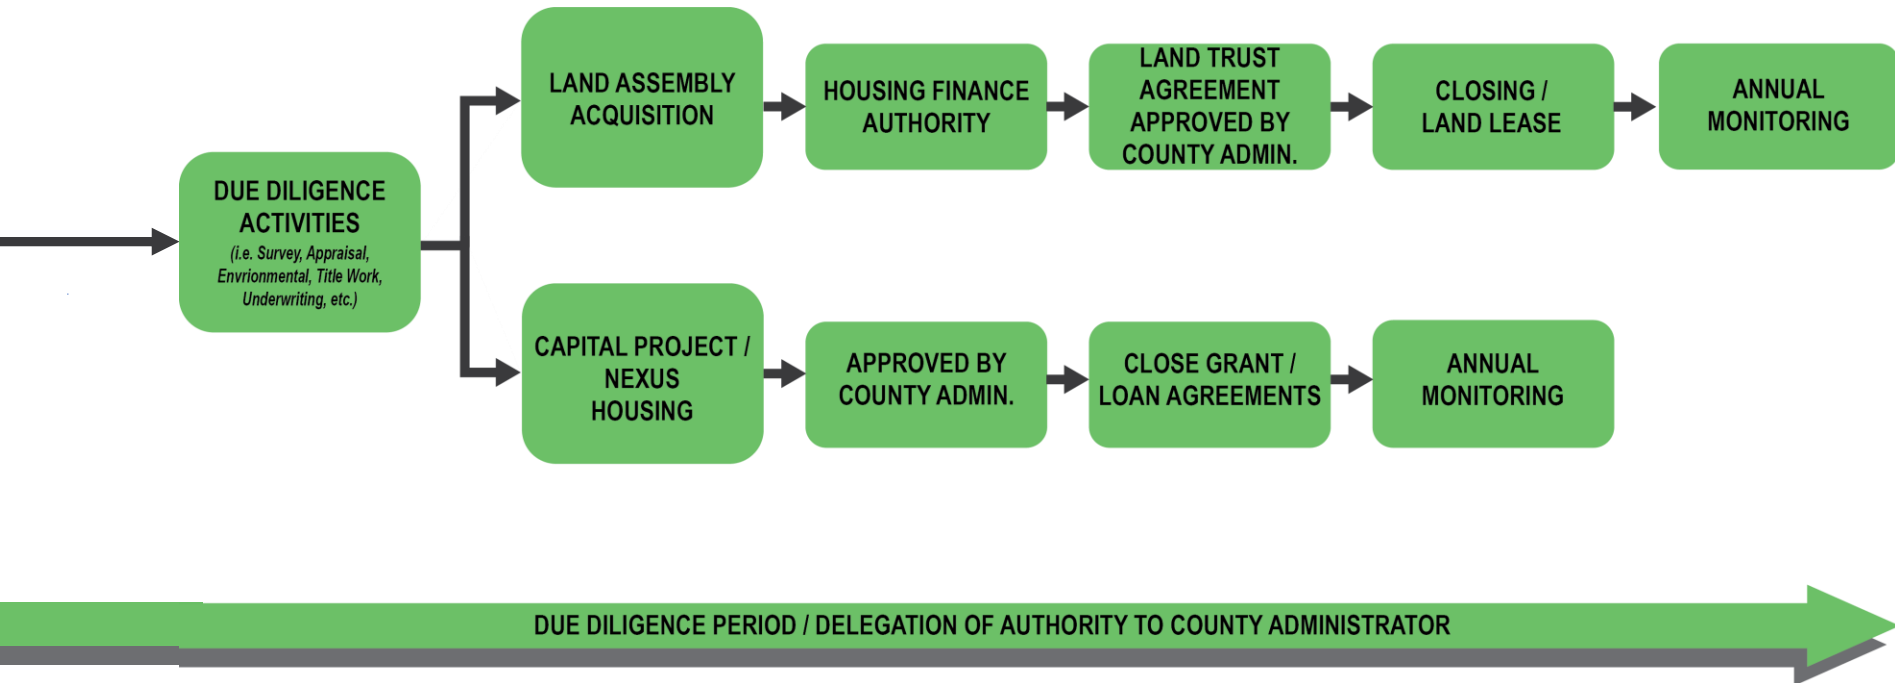 DUE DILIGENCE
ACTIVITIES
(i.e. Survey, Appraisal,
Envrionmental, Title Work,
Underwriting, etc.)
LAND ASSEMBLY
ACQUISITION
HOUSING FINANCE
AUTHORITY
LAND TRUST
AGREEMENT
APPROVED BY
COUNTY ADMIN.
CLOSING /
LAND LEASE
ANNUAL
MONITORING
CAPITAL PROJECT /
NEXUS
HOUSING
APPROVED BY
COUNTY ADMIN.
CLOSE GRANT /
LOAN AGREEMENTS
ANNUAL
MONITORING
DUE DILIGENCE PERIOD / DELEGATION OF AUTHORITY TO COUNTY ADMINISTRATOR